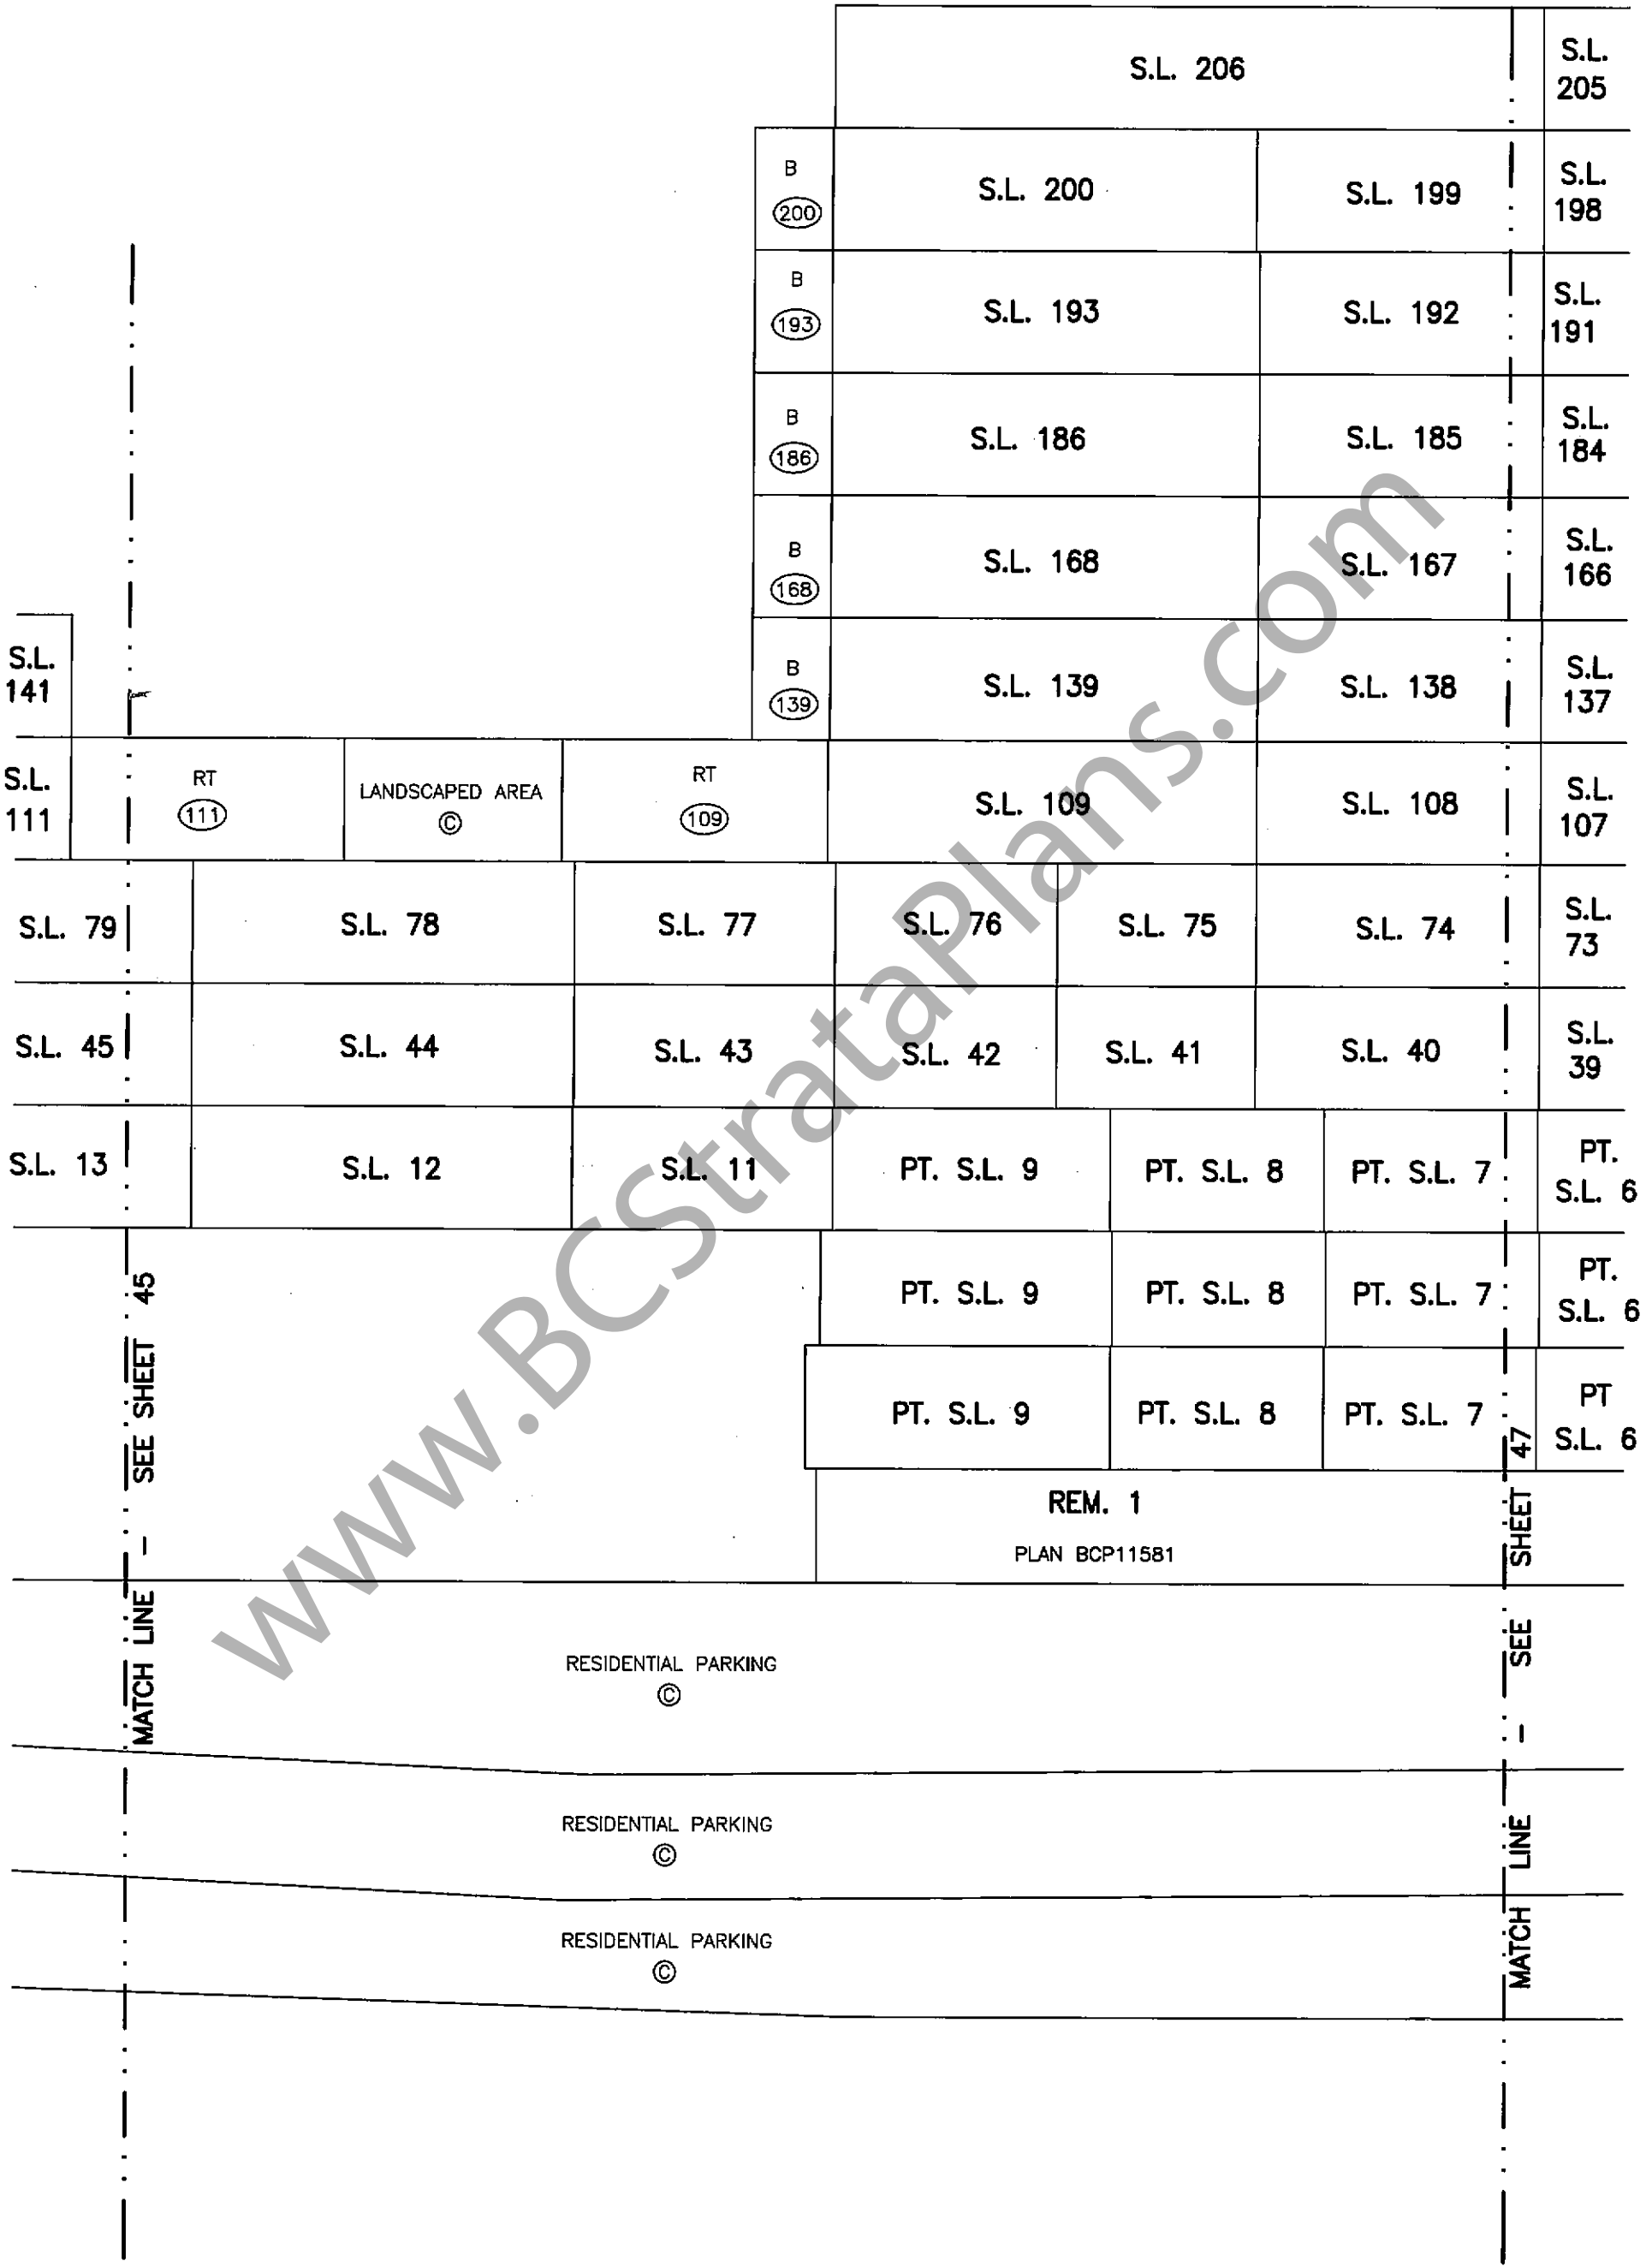 S.L. 206
S.L.
205
B
200
S.L. 200
S.L. 199
S.L.
198
B
193
S.L. 193
S.L. 192
S.L.
191
B
186
S.L. 186
S.L. 185
S.L.
184
B
168
S.L. 168
S.L. 167
S.L.
166
S.L.
141
B
139
S.L. 139
S.L. 138
S.L.
137
S.L.
111
RT
111
LANDSCAPED AREA
©
RT
109
S.L. 109
S.L. 108
S.L.
107
S.L. 79
S.L. 78
S.L. 77
S.L. 76
S.L. 75
S.L. 74
S.L.
73
S.L. 45
S.L. 44
S.L. 43
S.L. 42
S.L. 41
S.L. 40
S.L.
39
S.L. 13
S.L. 12
S.L. 11
PT. S.L. 9
PT. S.L. 8
PT. S.L. 7
PT.
S.L. 6
PT. S.L. 9
PT. S.L. 8
PT. S.L. 7
PT.
S.L. 6
PT. S.L. 9
PT. S.L. 8
PT. S.L. 7
PT
S.L. 6
REM. 1
PLAN BCP11581
MATCH LINE - SEE SHEET 45
MATCH LINE - SEE SHEET 47
RESIDENTIAL PARKING
©
RESIDENTIAL PARKING
©
RESIDENTIAL PARKING
©
www.BCStrataPlans.com